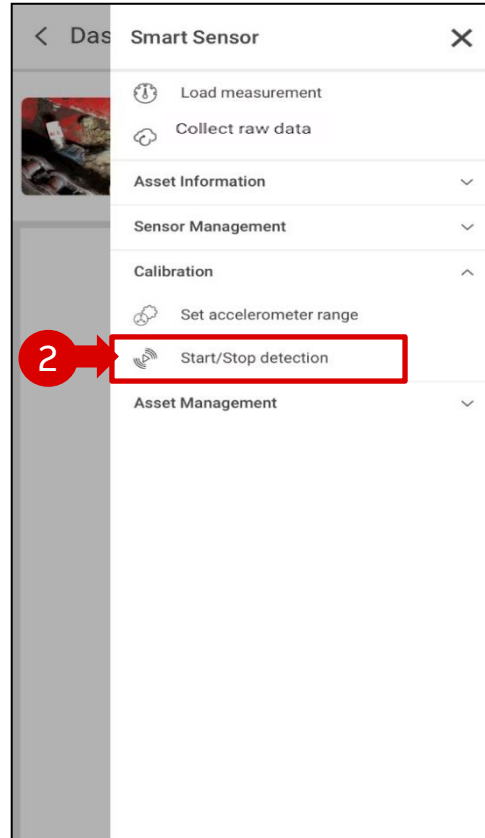 Das
Smart Sensor
Load measurement
Collect raw data
Asset Information
Sensor Management
Calibration
Set accelerometer range
2
Start/Stop detection
Asset Management